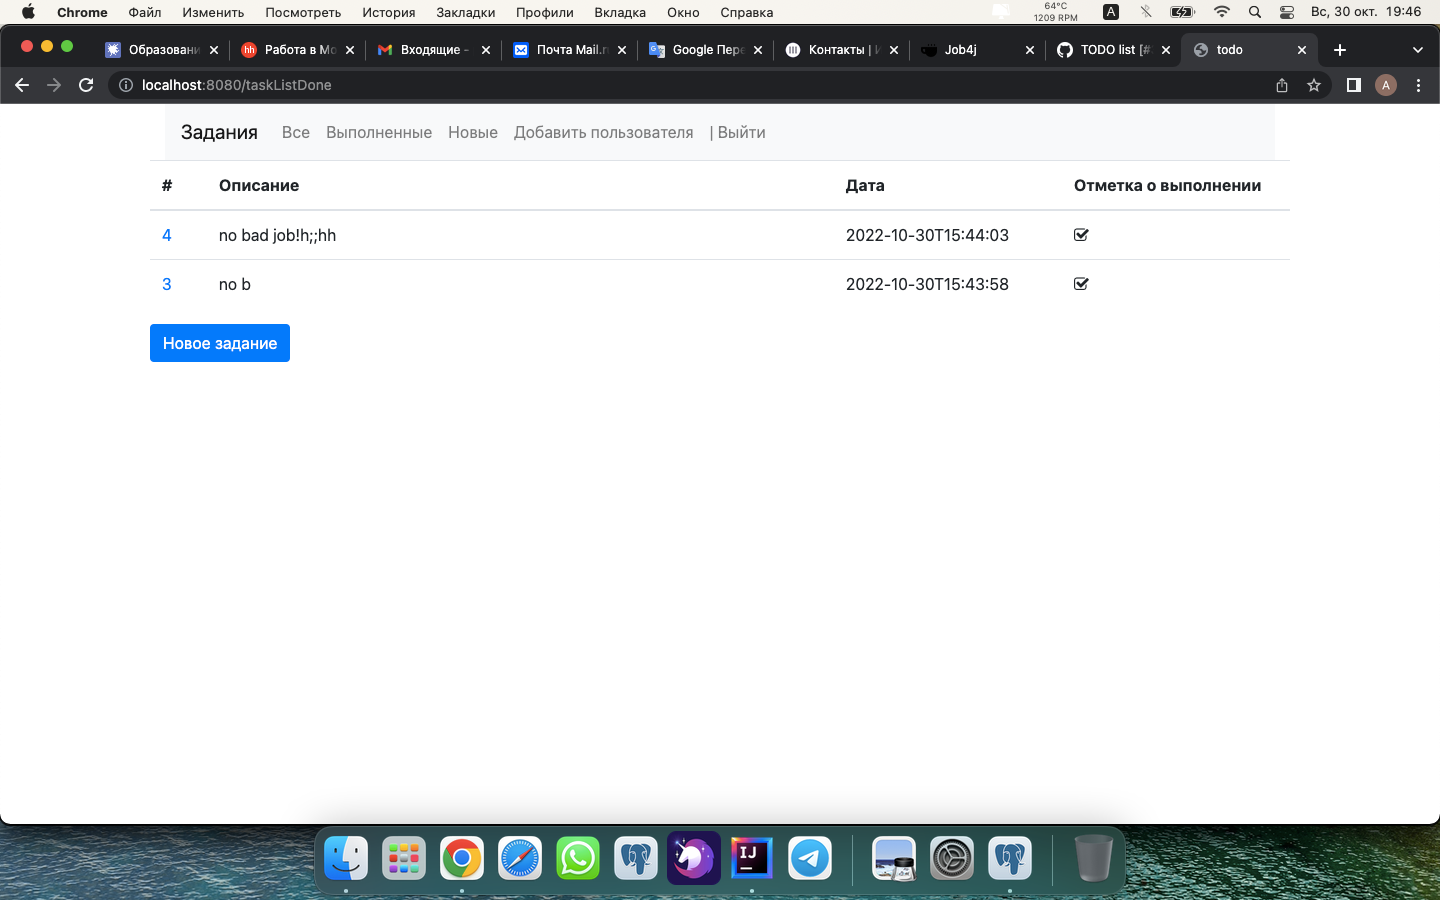 Chrome Файл Изменить Посмотреть История Закладки Профили Вкладка Окно Справка 64°C 1209 RPM A Вс, 30 окт. 19:46
Образовани hh Работа в Мо Входящие - Почта Mail.r Google Пере Контакты | Job4j TODO list [# todo
localhost:8080/taskListDone A
Задания Все Выполненные Новые Добавить пользователя | Выйти
# Описание Дата Отметка о выполнении
4 no bad job!h;;hh 2022-10-30T15:44:03
3 no b 2022-10-30T15:43:58
Новое задание
IJ